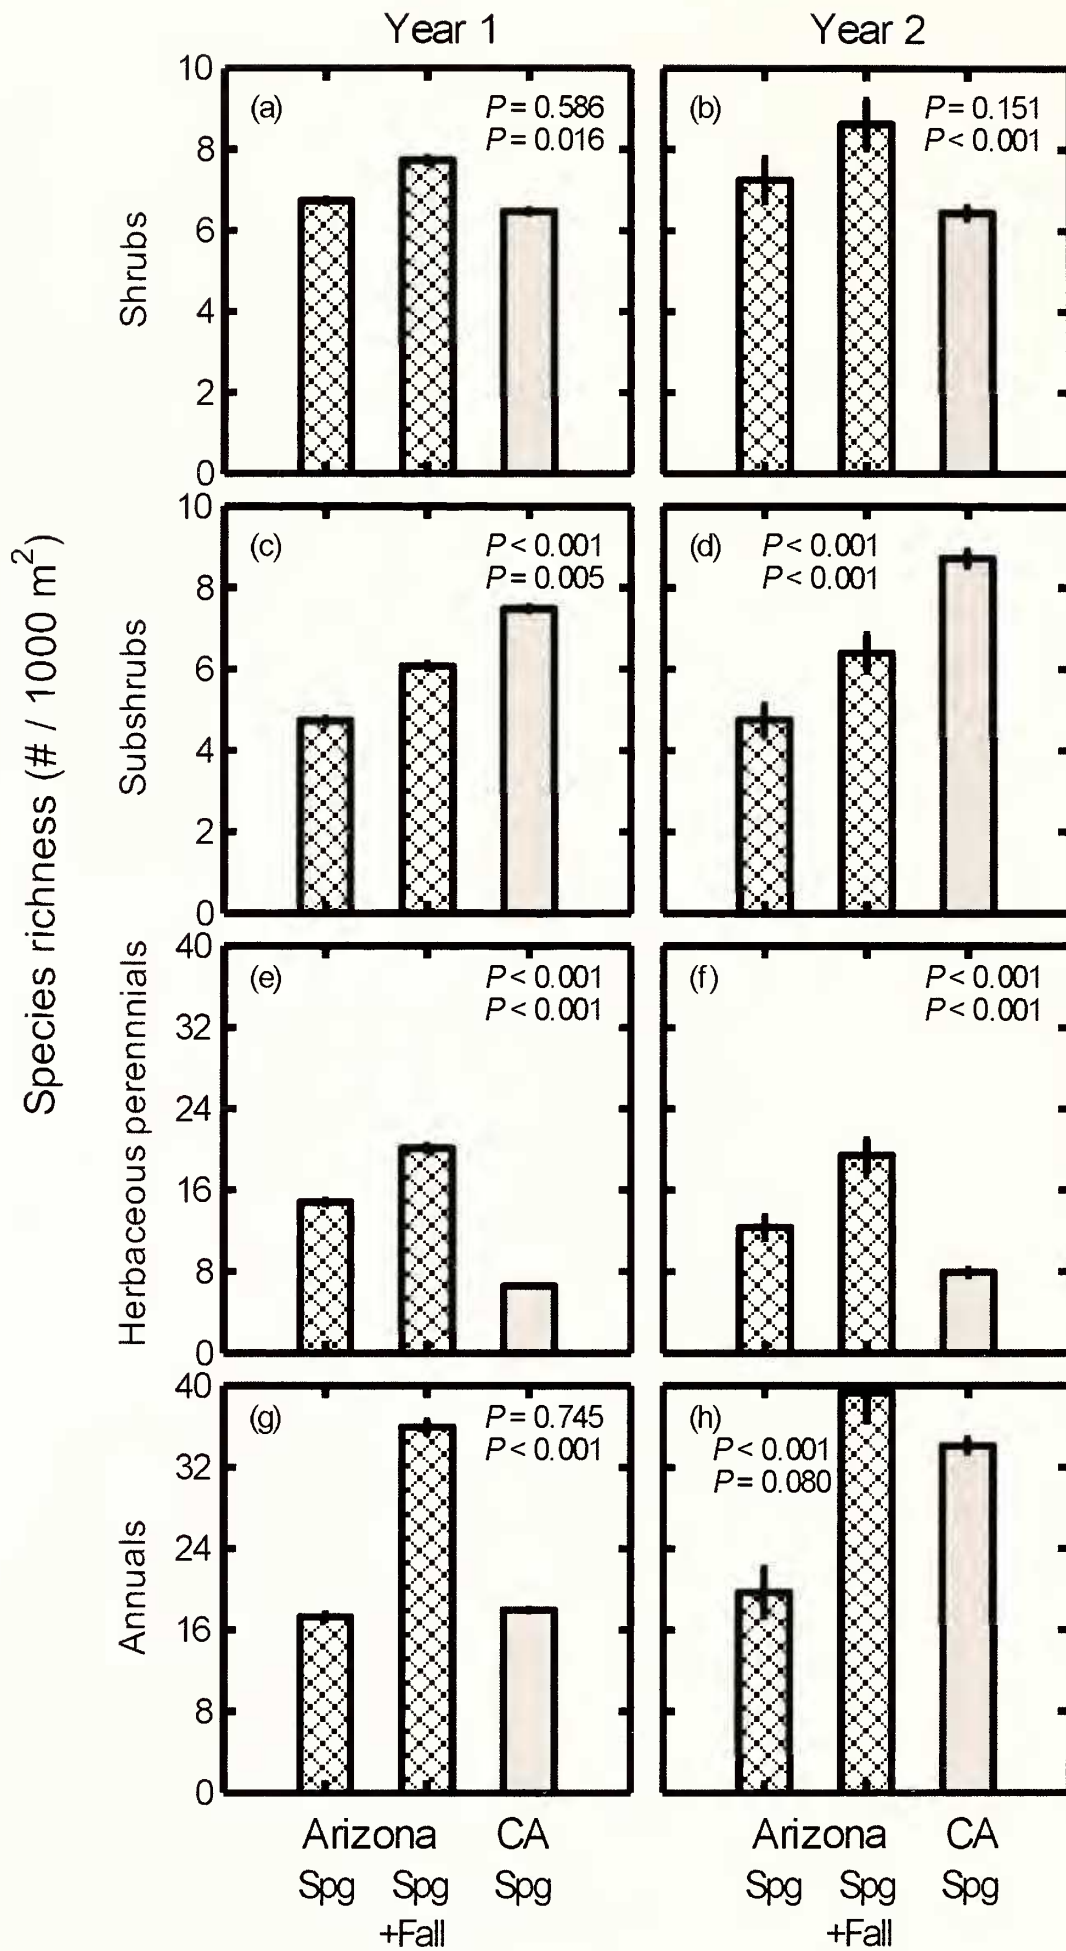 Year 1
Year 2
Species richness (# / 1000 m²)
Shrubs
10
8
6
4
2
0
(a)
P = 0.586
P = 0.016
(b)
P = 0.151
P < 0.001
Subshrubs
10
8
6
4
2
0
(c)
P < 0.001
P = 0.005
(d)
P < 0.001
P < 0.001
Herbaceous perennials
40
32
24
16
8
0
(e)
P < 0.001
P < 0.001
(f)
P < 0.001
P < 0.001
Annuals
40
32
24
16
8
0
(g)
P = 0.745
P < 0.001
(h)
P < 0.001
P = 0.080
Arizona CA
Spg Spg Spg
+Fall
Arizona CA
Spg Spg Spg
+Fall